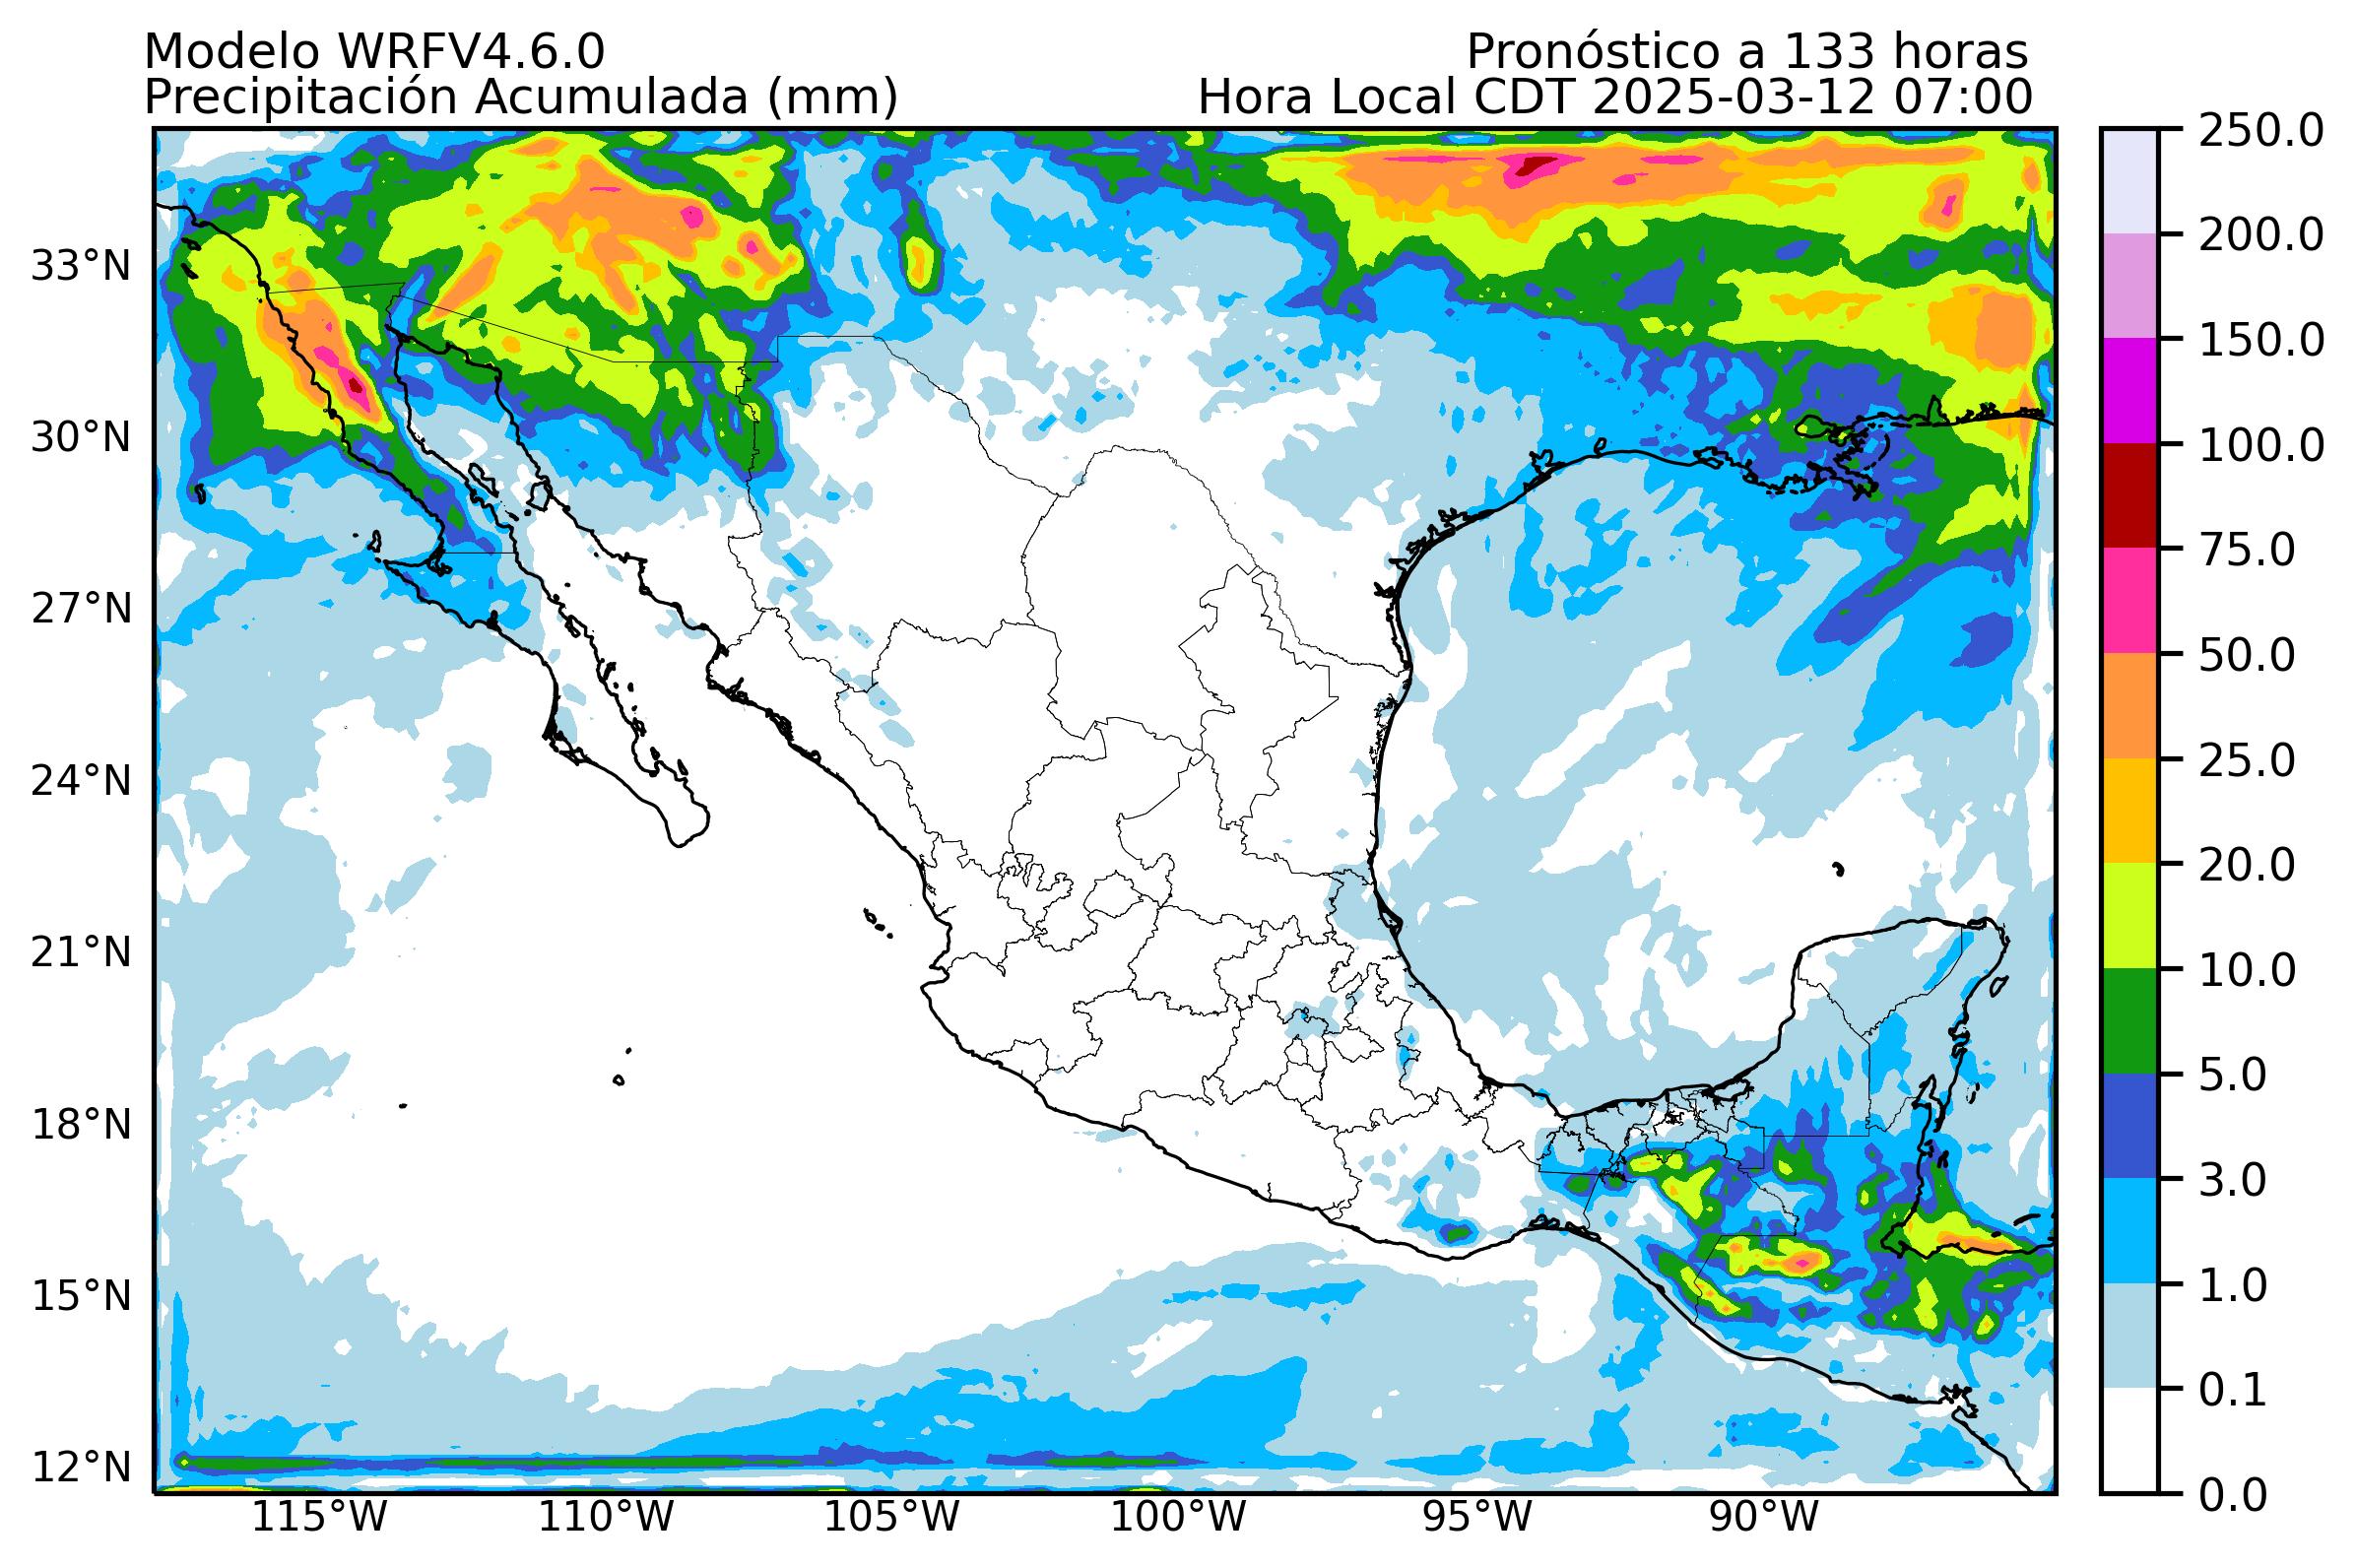 Modelo WRFV4.6.0
Pronóstico a 133 horas
Precipitación Acumulada (mm)
Hora Local CDT 2025-03-12 07:00
33°N
30°N
27°N
24°N
21°N
18°N
15°N
12°N
115°W
110°W
105°W
100°W
95°W
90°W
250.0
200.0
150.0
100.0
75.0
50.0
25.0
20.0
10.0
5.0
3.0
1.0
0.1
0.0